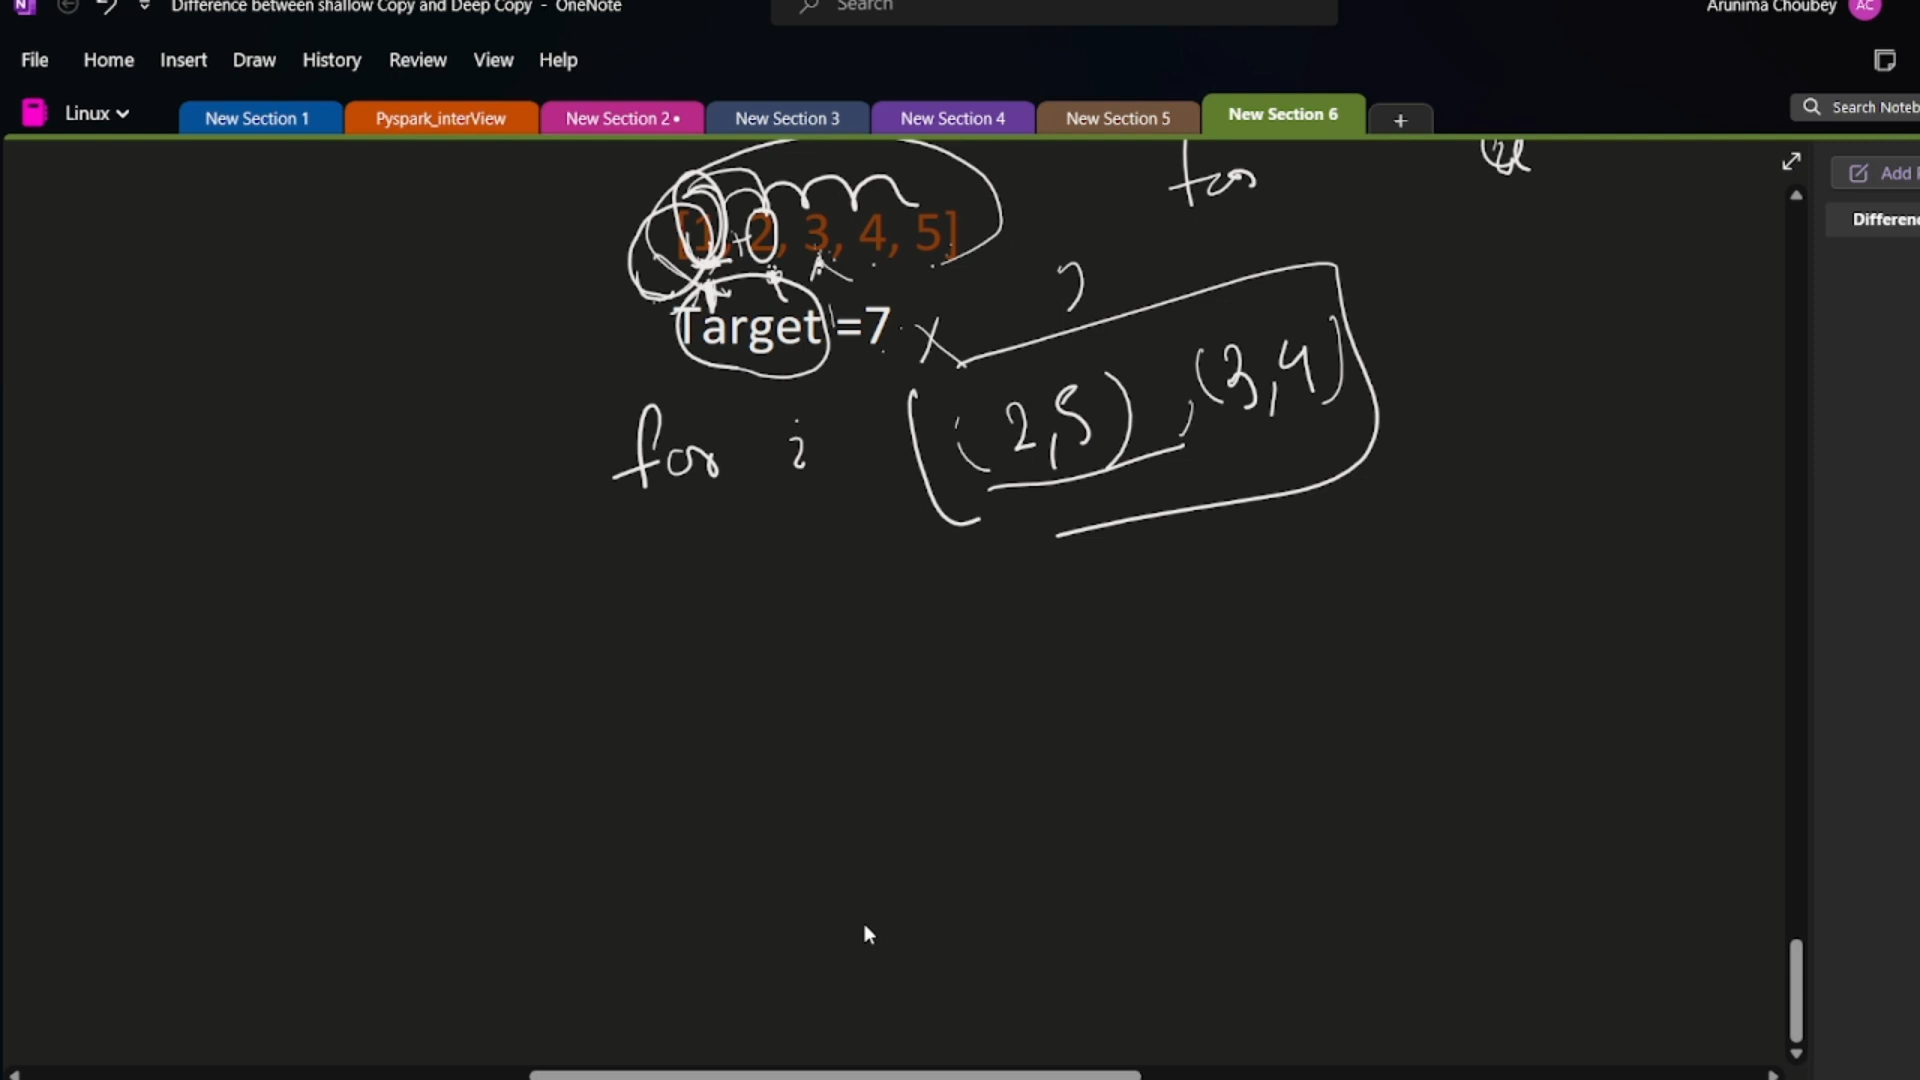 Difference between shallow Copy and Deep Copy - OneNote
Search
Arunima Choubey
AC
File Home Insert Draw History Review View Help
Linux
New Section 1 Pyspark_interView New Section 2 • New Section 3 New Section 4 New Section 5 New Section 6 +
Search Noteb
Add P
Differenc
for
[1, + 2, 3, 4, 5]
Target =7
(2,5) , (3,4)
for i